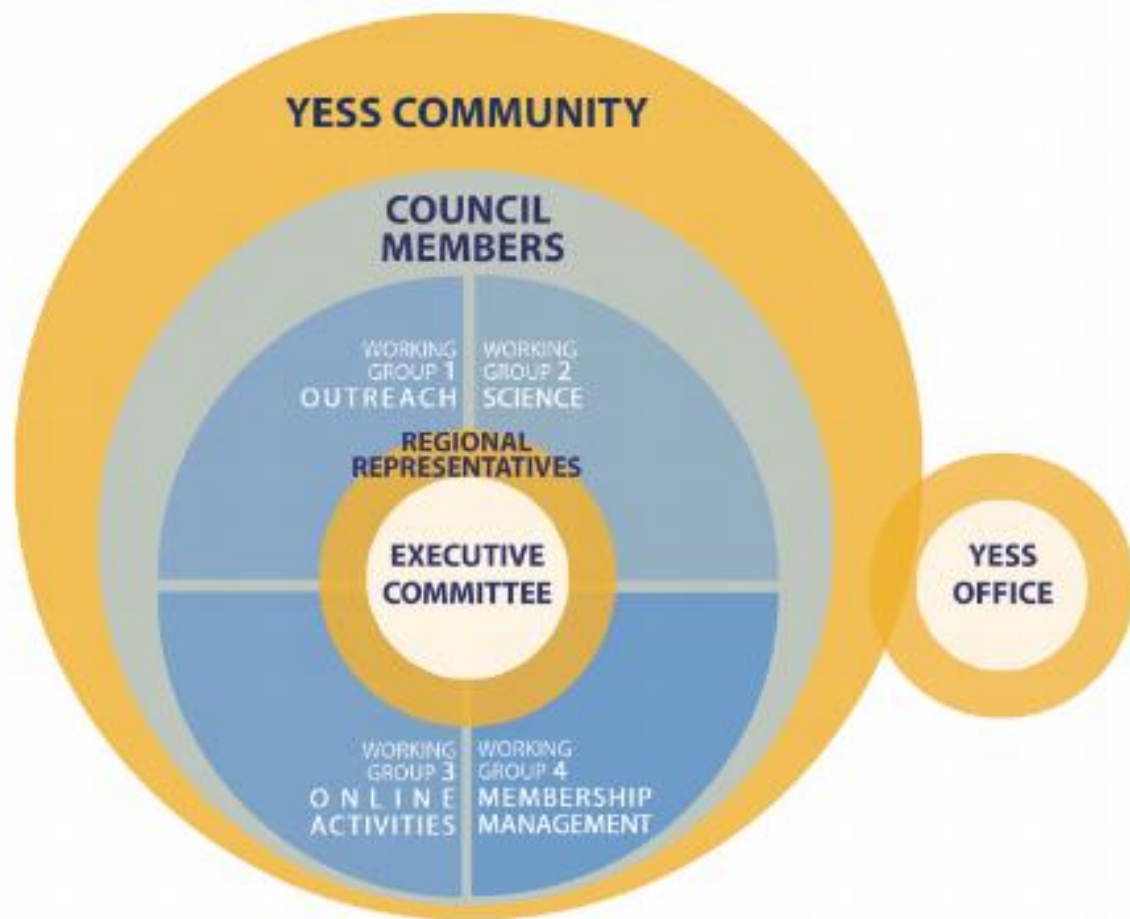 YESS COMMUNITY
COUNCIL
MEMBERS
WORKING
GROUP 1
OUTREACH
WORKING
GROUP 2
SCIENCE
REGIONAL
REPRESENTATIVES
EXECUTIVE
COMMITTEE
YESS
OFFICE
WORKING
GROUP 3
ONLINE
ACTIVITIES
WORKING
GROUP 4
MEMBERSHIP
MANAGEMENT